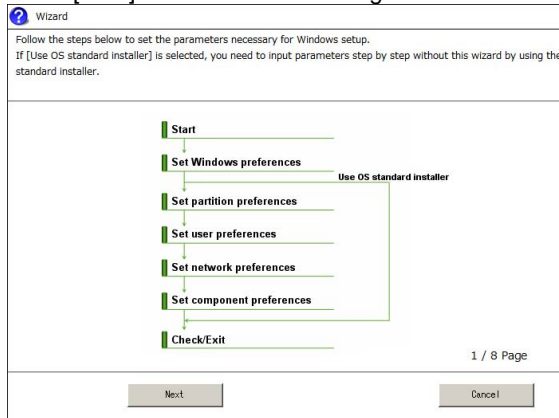 Wizard
Follow the steps below to set the parameters necessary for Windows setup.
If [Use OS standard installer] is selected, you need to input parameters step by step without this wizard by using the
standard installer.
Start
Set Windows preferences
Use OS standard installer
Set partition preferences
Set user preferences
Set network preferences
Set component preferences
Check/Exit
1 / 8 Page
Next
Cancel